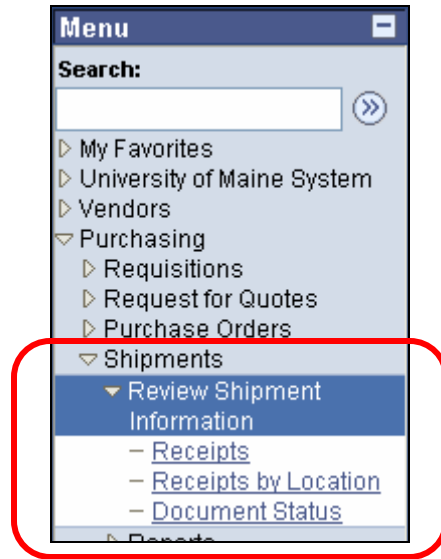 Menu
Search:
My Favorites
University of Maine System
Vendors
Purchasing
Requisitions
Request for Quotes
Purchase Orders
Shipments
Review Shipment
Information
– Receipts
– Receipts by Location
– Document Status
Reports